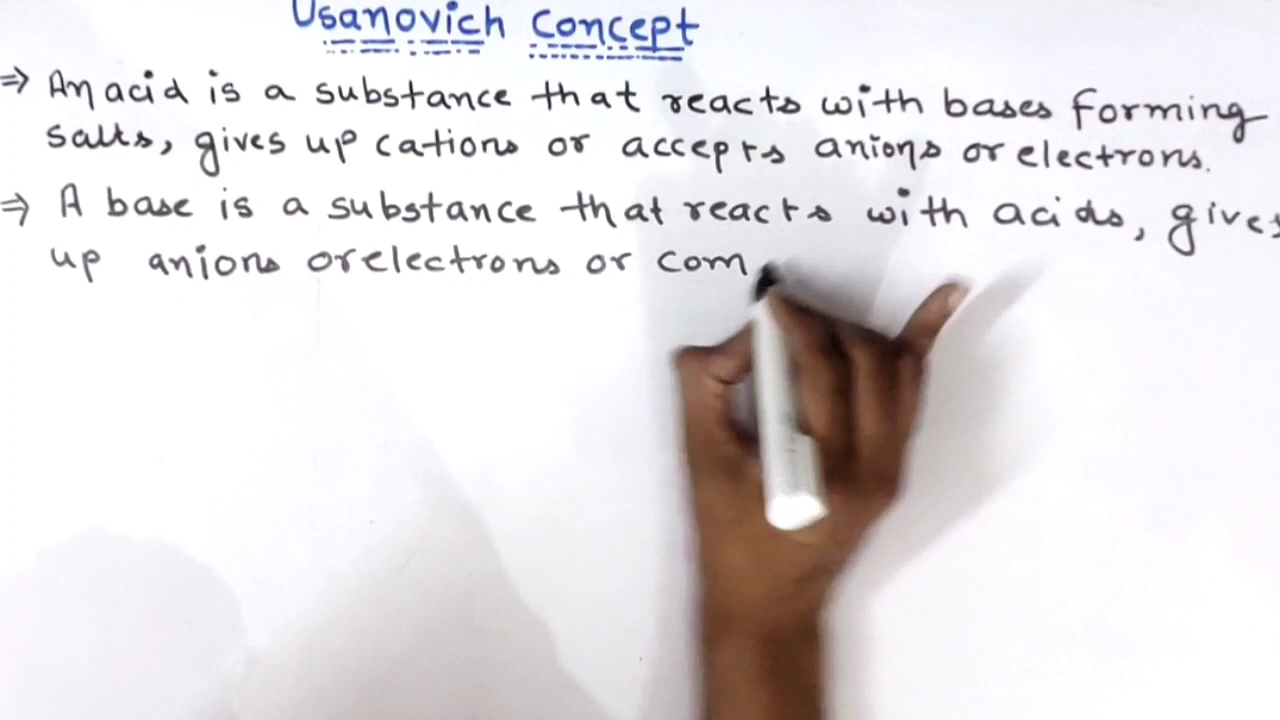 Usanovich Concept
⇒ An acid is a substance that reacts with bases forming
salts, gives up cations or accepts anions or electrons.
⇒ A base is a substance that reacts with acids, gives
up anions or electrons or com